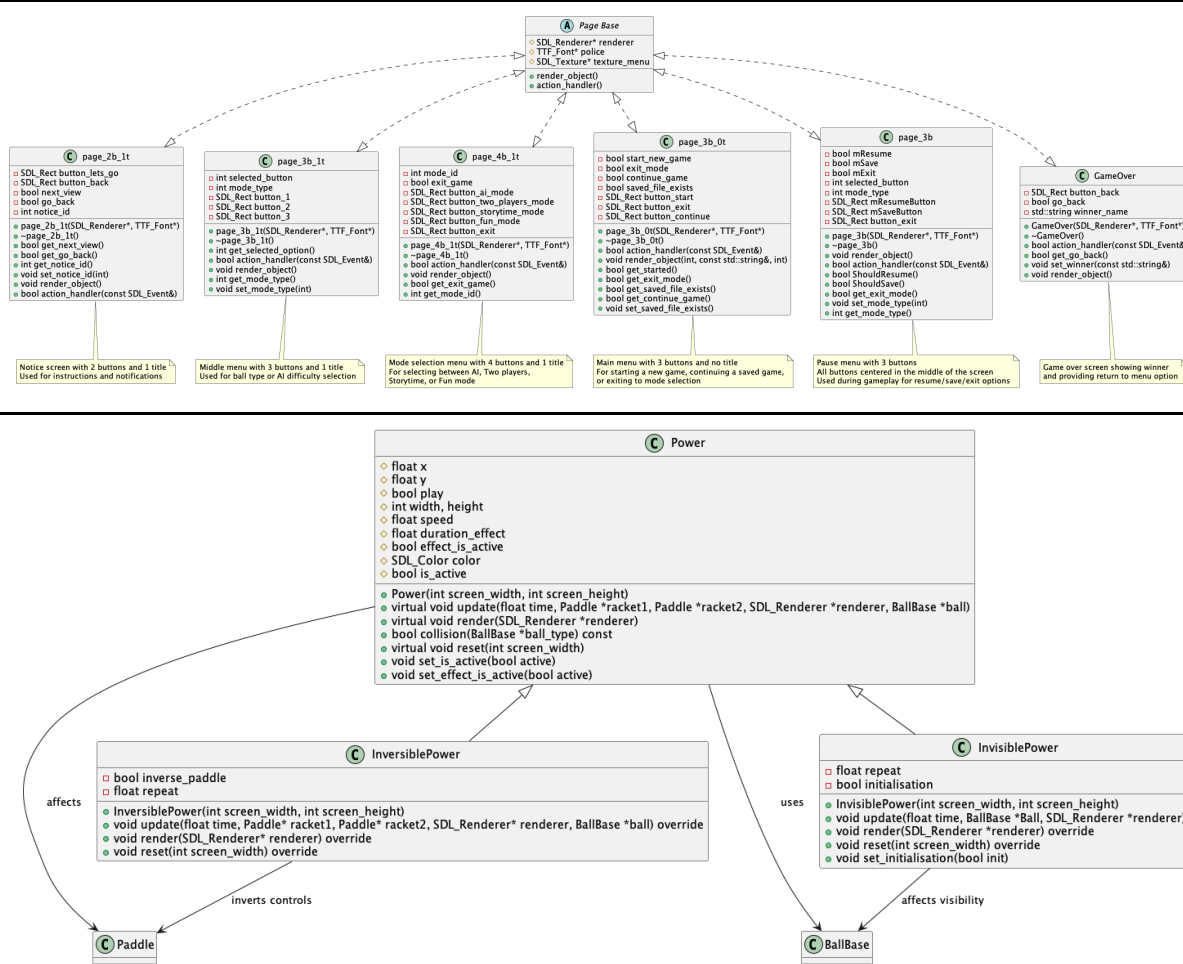 A Page Base
SDL_Renderer* renderer
TTF_Font* police
SDL_Texture* texture_menu
render_object()
action_handler()
C page_2b_1t
SDL_Rect button_lets_go
SDL_Rect button_back
bool next_view
bool go_back
int notice_id
page_2b_1t(SDL_Renderer*, TTF_Font*)
~page_2b_1t()
bool get_next_view()
bool get_go_back()
int get_notice_id()
void set_notice_id(int)
void render_object()
bool action_handler(const SDL_Event&)
Notice screen with 2 buttons and 1 title
Used for instructions and notifications
C page_3b_1t
int selected_button
int mode_type
SDL_Rect button_1
SDL_Rect button_2
SDL_Rect button_3
page_3b_1t(SDL_Renderer*, TTF_Font*)
~page_3b_1t()
int get_selected_option()
bool action_handler(const SDL_Event&)
void render_object()
int get_mode_type()
void set_mode_type(int)
Middle menu with 3 buttons and 1 title
Used for ball type or AI difficulty selection
C page_4b_1t
int mode_id
bool exit_game
SDL_Rect button_ai_mode
SDL_Rect button_two_players_mode
SDL_Rect button_storytime_mode
SDL_Rect button_fun_mode
SDL_Rect button_exit
page_4b_1t(SDL_Renderer*, TTF_Font*)
~page_4b_1t()
bool action_handler(const SDL_Event&)
void render_object()
bool get_exit_game()
int get_mode_id()
Mode selection menu with 4 buttons and 1 title
For selecting between AI, Two players,
Storytime, or Fun mode
C page_3b_0t
bool start_new_game
bool exit_mode
bool continue_game
bool saved_file_exists
SDL_Rect button_start
SDL_Rect button_exit
SDL_Rect button_continue
page_3b_0t(SDL_Renderer*, TTF_Font*)
~page_3b_0t()
bool action_handler(const SDL_Event&)
void render_object(int, const std::string&, int)
bool get_started()
bool get_exit_mode()
bool get_saved_file_exists()
bool get_continue_game()
void set_saved_file_exists()
Main menu with 3 buttons and no title
For starting a new game, continuing a saved game,
or exiting to mode selection
C page_3b
bool mResume
bool mSave
bool mExit
int selected_button
int mode_type
SDL_Rect mResumeButton
SDL_Rect mSaveButton
SDL_Rect button_exit
page_3b(SDL_Renderer*, TTF_Font*)
~page_3b()
void render_object()
bool action_handler(const SDL_Event&)
bool ShouldResume()
bool ShouldSave()
bool get_exit_mode()
void set_mode_type(int)
int get_mode_type()
Pause menu with 3 buttons
All buttons centered in the middle of the screen
Used during gameplay for resume/save/exit options
C GameOver
SDL_Rect button_back
bool go_back
std::string winner_name
GameOver(SDL_Renderer*, TTF_Font*)
~GameOver()
bool action_handler(const SDL_Event&
bool get_go_back()
void set_winner(const std::string&)
void render_object()
Game over screen showing winner
and providing return to menu option
C Power
float x
float y
bool play
int width, height
float speed
float duration_effect
bool effect_is_active
SDL_Color color
bool is_active
Power(int screen_width, int screen_height)
virtual void update(float time, Paddle *racket1, Paddle *racket2, SDL_Renderer *renderer, BallBase *ball)
virtual void render(SDL_Renderer *renderer)
bool collision(BallBase *ball_type) const
virtual void reset(int screen_width)
void set_is_active(bool active)
void set_effect_is_active(bool active)
C InversiblePower
bool inverse_paddle
float repeat
InversiblePower(int screen_width, int screen_height)
void update(float time, Paddle* racket1, Paddle* racket2, SDL_Renderer* renderer, BallBase *ball) override
void render(SDL_Renderer* renderer) override
void reset(int screen_width) override
C InvisiblePower
float repeat
bool initialisation
InvisiblePower(int screen_width, int screen_height)
void update(float time, BallBase *Ball, SDL_Renderer *renderer)
void render(SDL_Renderer *renderer) override
void reset(int screen_width) override
void set_initialisation(bool init)
affects
uses
inverts controls
affects visibility
C Paddle
C BallBase